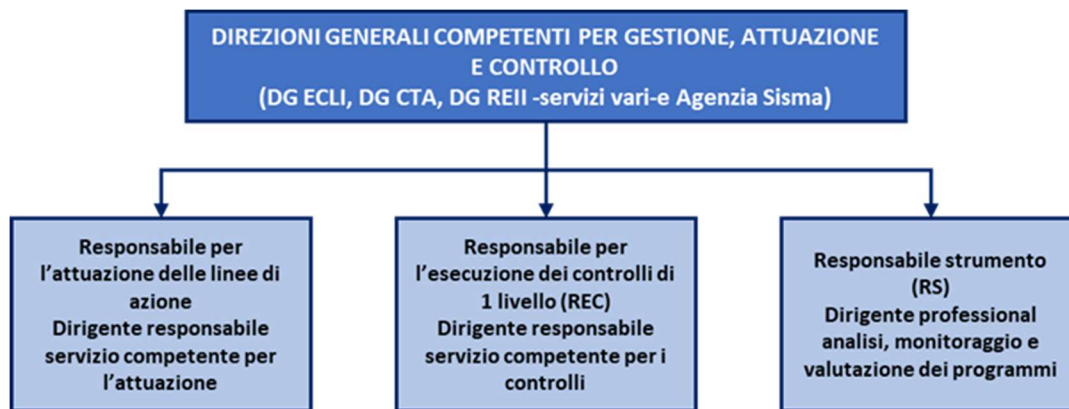 DIREZIONI GENERALI COMPETENTI PER GESTIONE, ATTUAZIONE
E CONTROLLO
(DG ECLI, DG CTA, DG REII -servizi vari-e Agenzia Sisma)
Responsabile per
l'attuazione delle linee di
azione
Dirigente responsabile
servizio competente per
l'attuazione
Responsabile per
l'esecuzione dei controlli di
1 livello (REC)
Dirigente responsabile
servizio competente per i
controlli
Responsabile strumento
(RS)
Dirigente professional
analisi, monitoraggio e
valutazione dei programmi